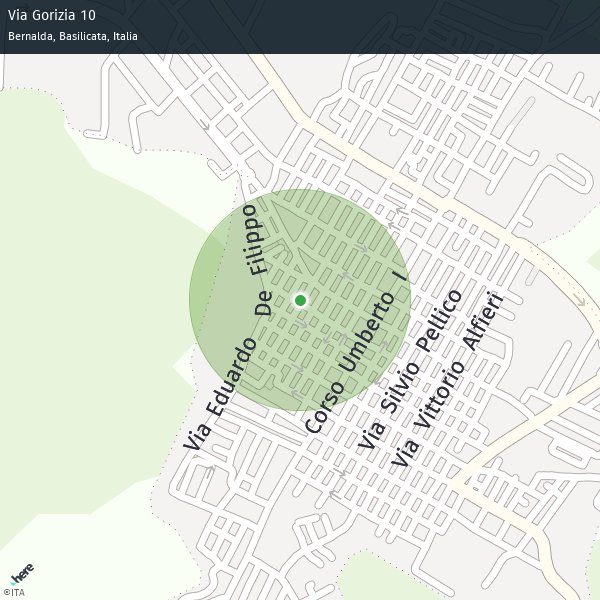 Via Gorizia 10
Bernalda, Basilicata, Italia
Via Eduardo De Filippo
Corso Umberto I
Via Silvio Pellico
Via Vittorio Alfieri
here
©ITA